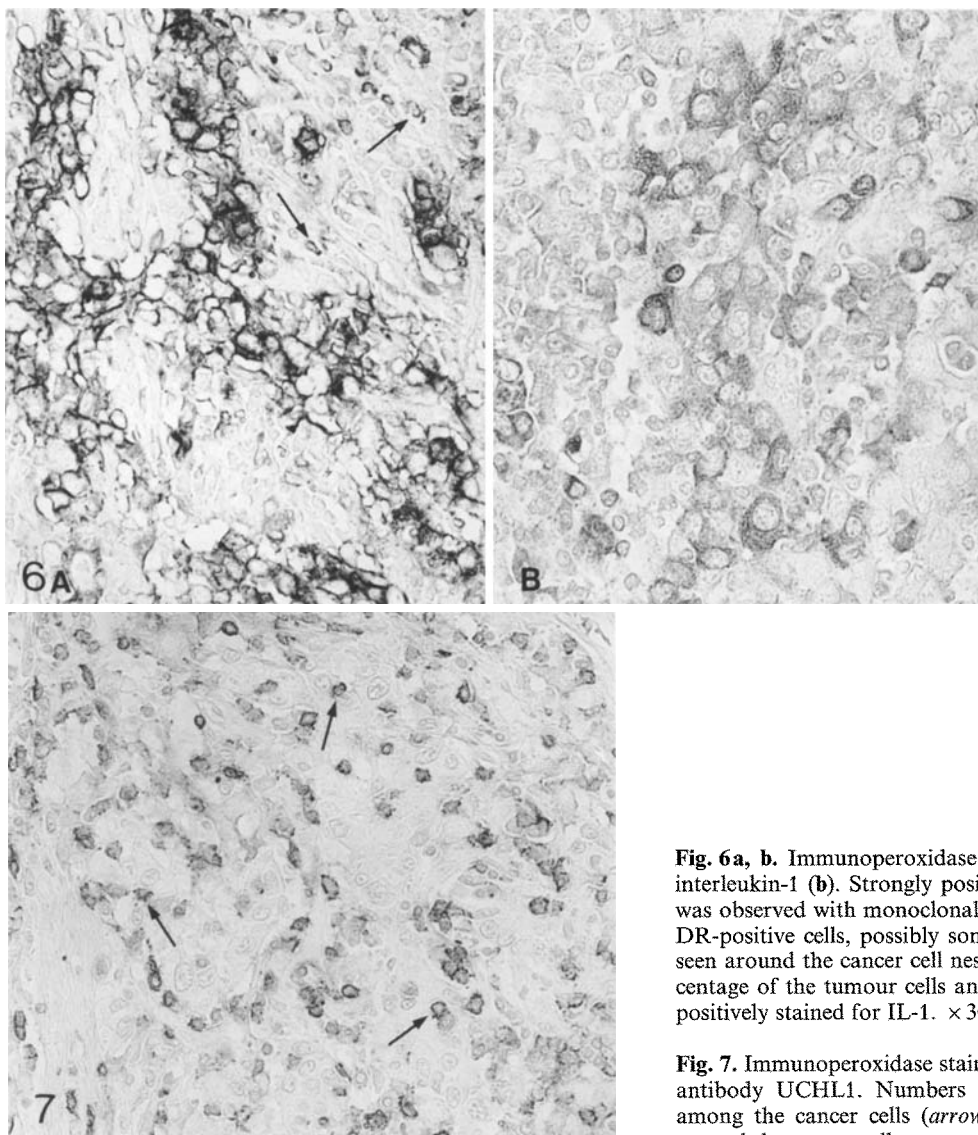 6A
B
7
Fig. 6a, b. Immunoperoxidase
interleukin-1 (b). Strongly posi
was observed with monoclonal
DR-positive cells, possibly son
seen around the cancer cell nes
centage of the tumour cells an
positively stained for IL-1. ×3
Fig. 7. Immunoperoxidase stain
antibody UCHL1. Numbers
among the cancer cells (arrow